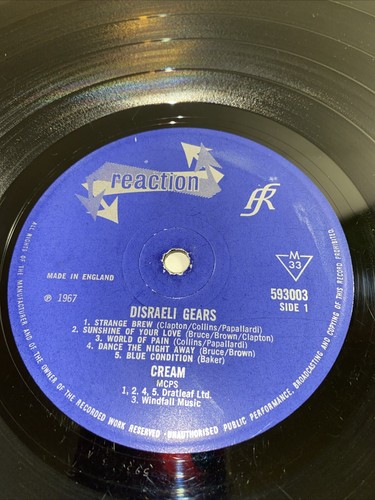 reaction
R
M
33
MADE IN ENGLAND
℗ 1967
593003
SIDE 1
DISRAELI GEARS
1. STRANGE BREW (Clapton/Collins/Papallardi)
2. SUNSHINE OF YOUR LOVE (Bruce/Brown/Clapton)
3. WORLD OF PAIN (Collins/Papallardi)
4. DANCE THE NIGHT AWAY (Bruce/Brown)
5. BLUE CONDITION (Baker)
CREAM
MCPS
1, 2, 4, 5. Dratleaf Ltd.
3. Windfall Music
ALL RIGHTS OF THE MANUFACTURER AND OF THE OWNER OF THE RECORDED WORK RESERVED · UNAUTHORISED PUBLIC PERFORMANCE, BROADCASTING AND COPYING OF THIS RECORD PROHIBITED.